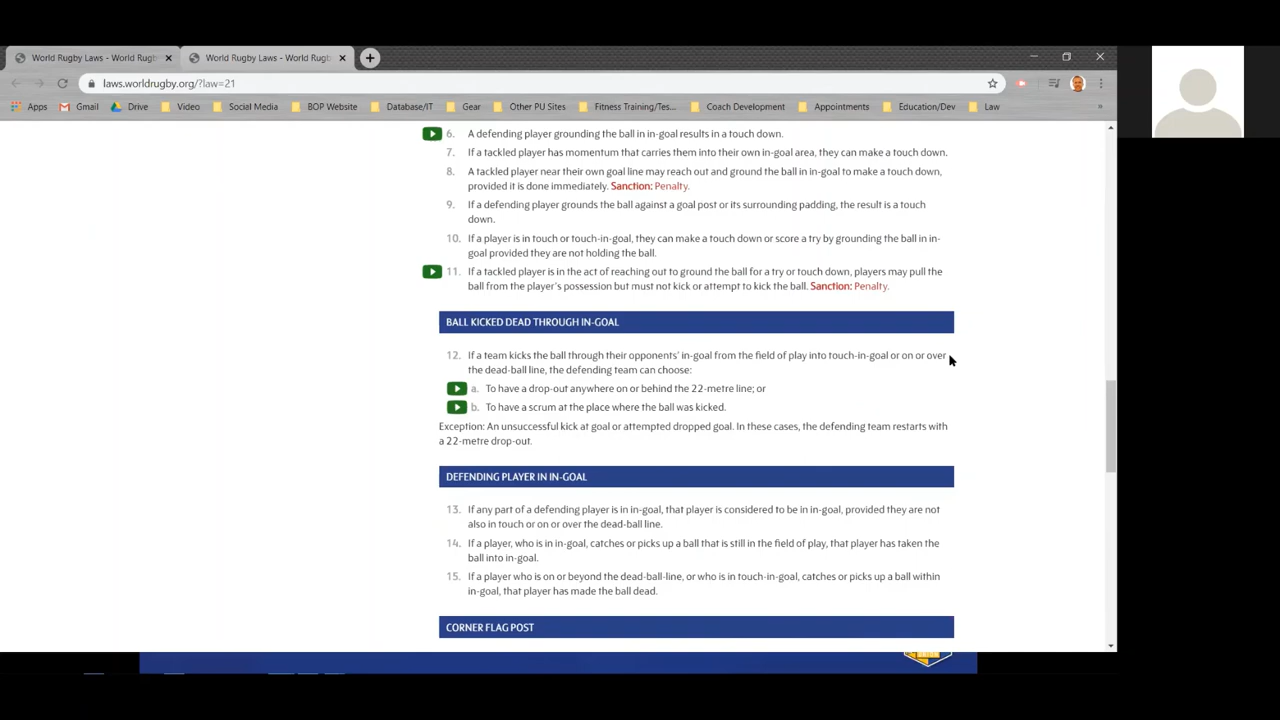 World Rugby Laws - World Rugb
World Rugby Laws - World Rugb
laws.worldrugby.org/?law=21
Apps Gmail Drive Video Social Media BOP Website Database/IT Gear Other PU Sites Fitness Training/Tes... Coach Development Appointments Education/Dev Law »
6. A defending player grounding the ball in in-goal results in a touch down.
7. If a tackled player has momentum that carries them into their own in-goal area, they can make a touch down.
8. A tackled player near their own goal line may reach out and ground the ball in in-goal to make a touch down,
provided it is done immediately. Sanction: Penalty.
9. If a defending player grounds the ball against a goal post or its surrounding padding, the result is a touch
down.
10. If a player is in touch or touch-in-goal, they can make a touch down or score a try by grounding the ball in in-
goal provided they are not holding the ball.
11. If a tackled player is in the act of reaching out to ground the ball for a try or touch down, players may pull the
ball from the player's possession but must not kick or attempt to kick the ball. Sanction: Penalty.
BALL KICKED DEAD THROUGH IN-GOAL
12. If a team kicks the ball through their opponents' in-goal from the field of play into touch-in-goal or on or over
the dead-ball line, the defending team can choose:
a. To have a drop-out anywhere on or behind the 22-metre line; or
b. To have a scrum at the place where the ball was kicked.
Exception: An unsuccessful kick at goal or attempted dropped goal. In these cases, the defending team restarts with
a 22-metre drop-out.
DEFENDING PLAYER IN IN-GOAL
13. If any part of a defending player is in in-goal, that player is considered to be in in-goal, provided they are not
also in touch or on or over the dead-ball line.
14. If a player, who is in in-goal, catches or picks up a ball that is still in the field of play, that player has taken the
ball into in-goal.
15. If a player who is on or beyond the dead-ball-line, or who is in touch-in-goal, catches or picks up a ball within
in-goal, that player has made the ball dead.
CORNER FLAG POST